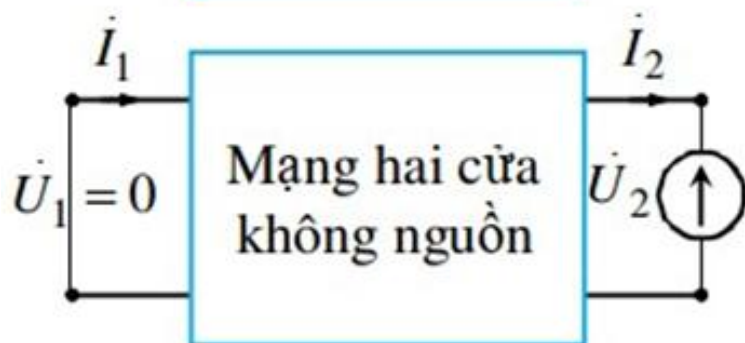 İ₁
İ₂
U̇₁ = 0
Mạng hai cửa
không nguồn
U̇₂